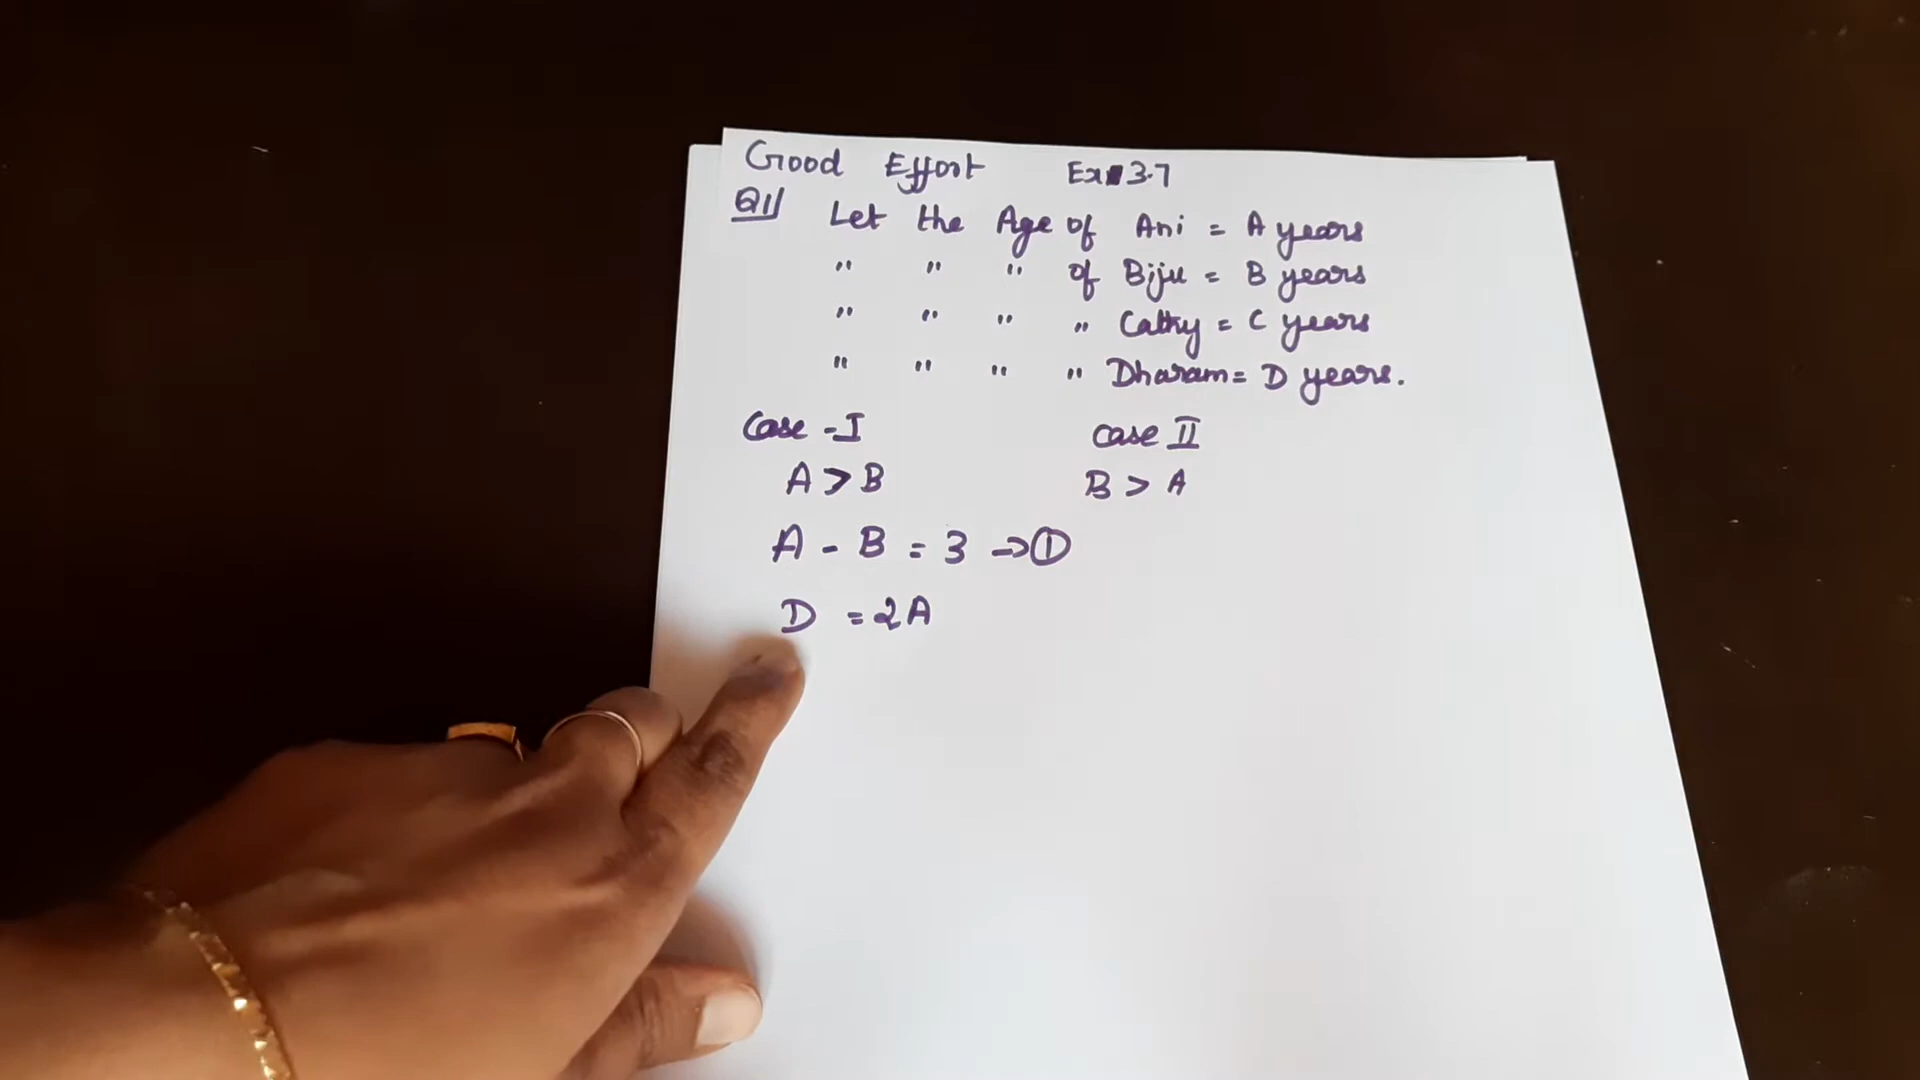 Good Effort Ex 3.7
Q1// Let the Age of Ani = A years
" " " of Biju = B years
" " " " Cathy = C years
" " " " Dharam = D years.
Case - I Case II
A > B B > A
A - B = 3 → ①
D = 2A